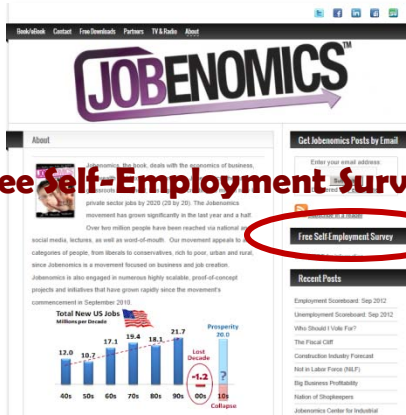 Book/eBook Contact Free Downloads Partners TV & Radio About
JOBENOMICS™
About
Jobenomics, the book, deals with the economics of business,
private sector jobs by 2020 (20 by 20). The Jobenomics
movement has grown significantly in the last year and a half.
Over two million people have been reached via national
social media, lectures, as well as word-of-mouth. Our movement appeals to
categories of people, from liberals to conservatives, rich to poor, urban and rural,
since Jobenomics is a movement focused on business and job creation.
Jobenomics is also engaged in numerous highly scalable, proof-of-concept
projects and initiatives that have grown rapidly since the movement's
commencement in September 2010.
Total New US Jobs
Millions per Decade
12.0 10.7 17.1 19.4 18.1 21.7
Lost
Decade
-1.2
Prosperity
20.0
?
40s 50s 60s 70s 80s 90s 00s 10s
Collapse
ee Self-Employment Surv
Get Jobenomics Posts by Email
Enter your email address:
Free Self-Employment Survey
Recent Posts
Employment Scoreboard: Sep 2012
Unemployment Scoreboard: Sep 2012
Who Should I Vote For?
The Fiscal Cliff
Construction Industry Forecast
Not in Labor Force (NILF)
Big Business Profitability
Nation of Shopkeepers
Jobenomics Center for Industrial